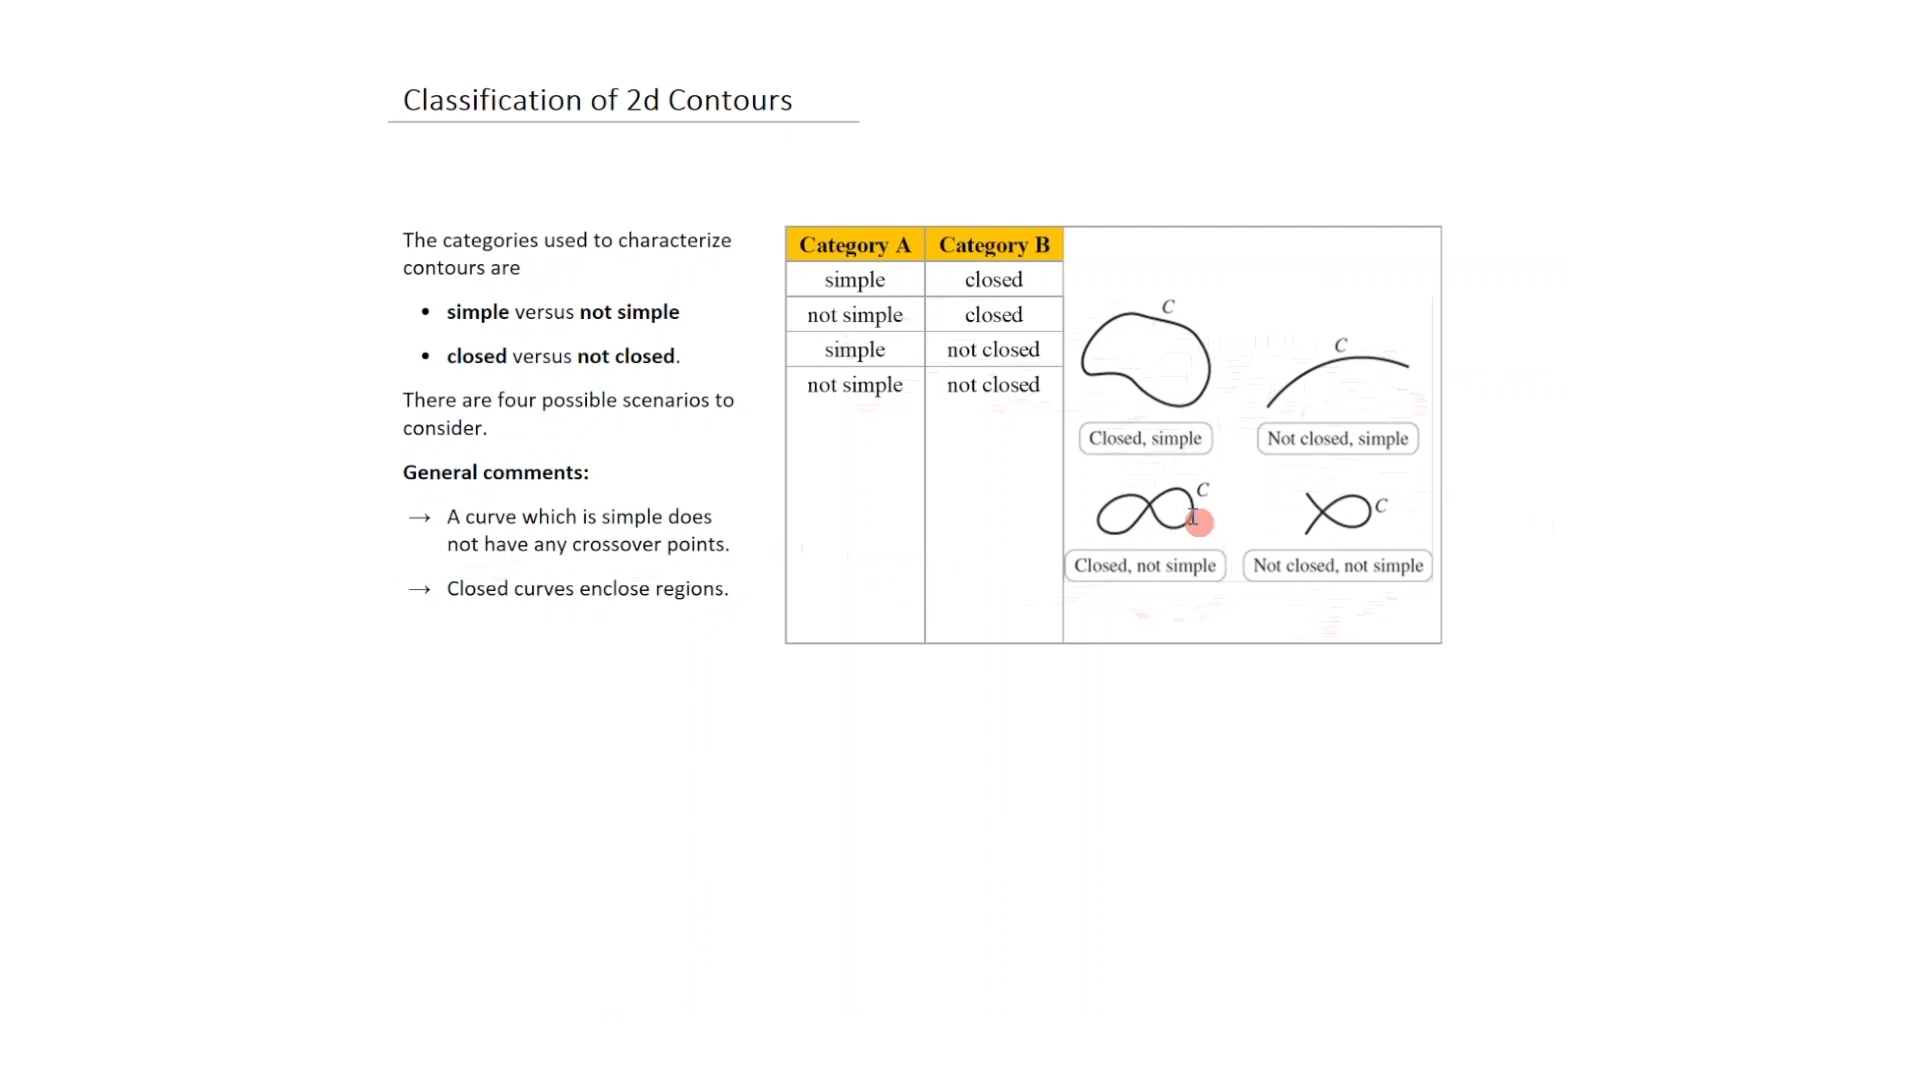 Classification of 2d Contours
The categories used to characterize
contours are
• simple versus not simple
• closed versus not closed.
There are four possible scenarios to
consider.
General comments:
→ A curve which is simple does
not have any crossover points.
→ Closed curves enclose regions.
Category A Category B
simple closed
not simple closed
simple not closed
not simple not closed
C
C
Closed, simple
Not closed, simple
C
C
Closed, not simple
Not closed, not simple